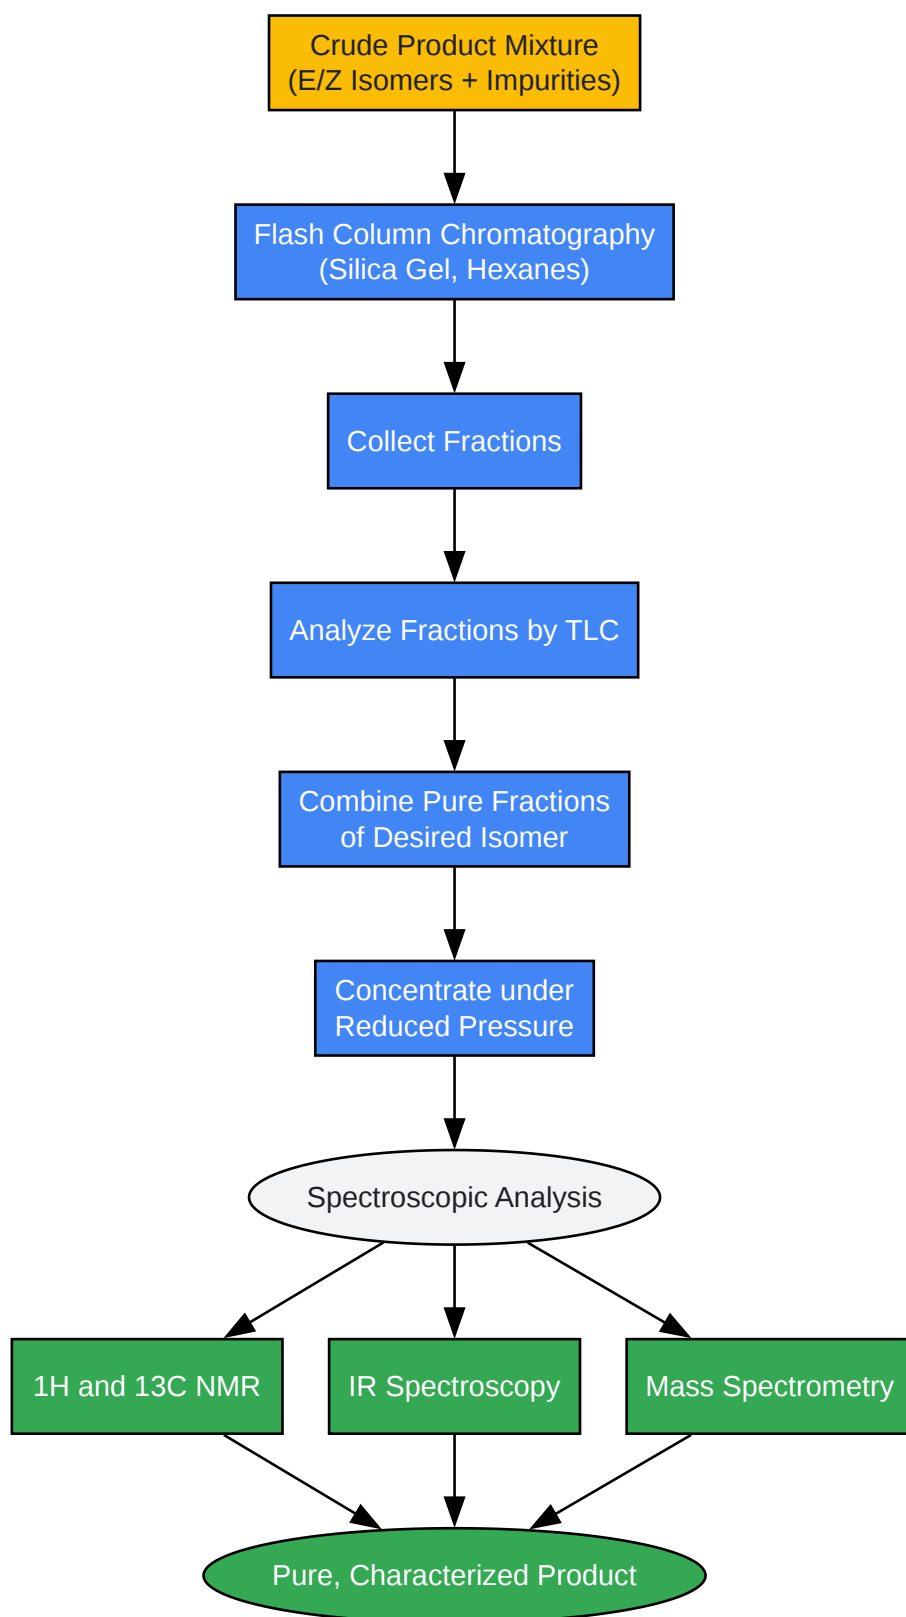 Crude Product Mixture
(E/Z Isomers + Impurities)
Flash Column Chromatography
(Silica Gel, Hexanes)
Collect Fractions
Analyze Fractions by TLC
Combine Pure Fractions
of Desired Isomer
Concentrate under
Reduced Pressure
Spectroscopic Analysis
1H and 13C NMR
IR Spectroscopy
Mass Spectrometry
Pure, Characterized Product